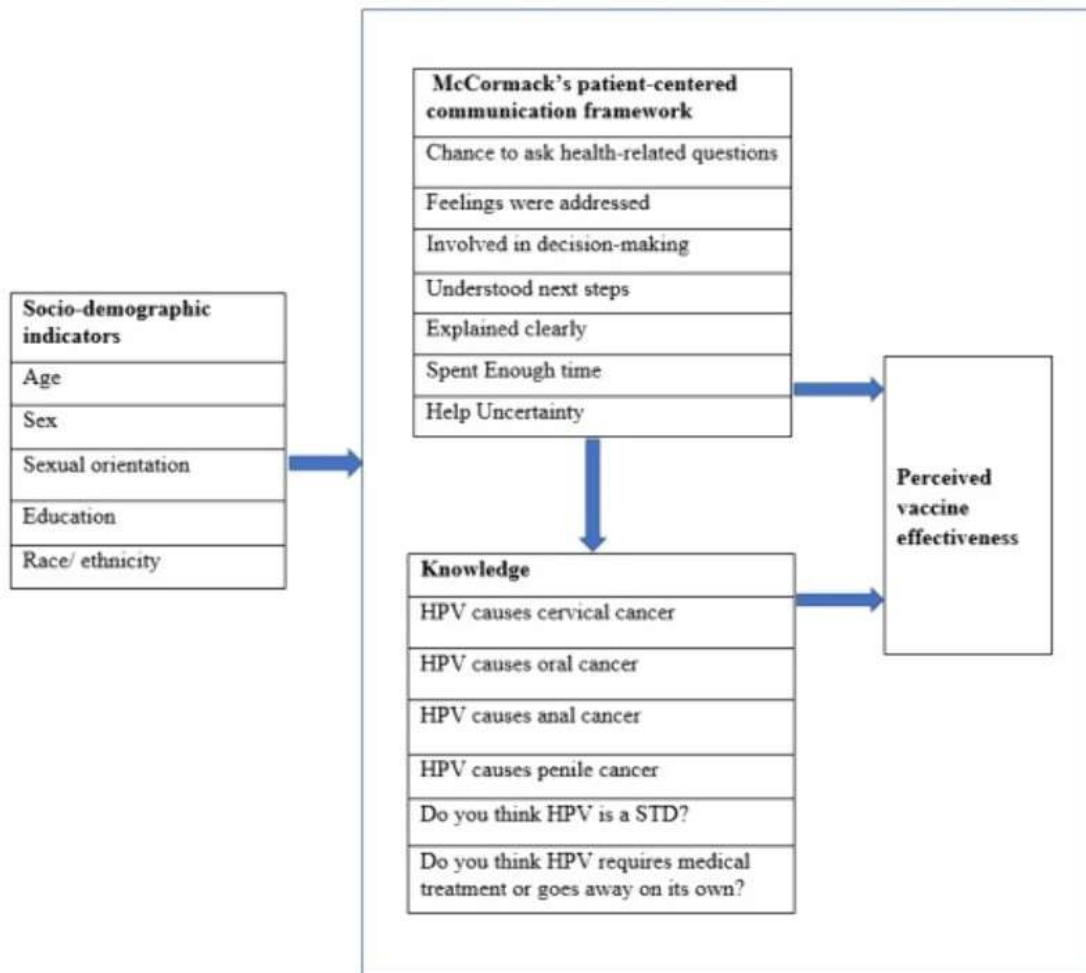 McCormack's patient-centered
communication framework
Chance to ask health-related questions
Feelings were addressed
Involved in decision-making
Understood next steps
Explained clearly
Spent Enough time
Help Uncertainty
Socio-demographic
indicators
Age
Sex
Sexual orientation
Education
Race/ ethnicity
Perceived
vaccine
effectiveness
Knowledge
HPV causes cervical cancer
HPV causes oral cancer
HPV causes anal cancer
HPV causes penile cancer
Do you think HPV is a STD?
Do you think HPV requires medical
treatment or goes away on its own?